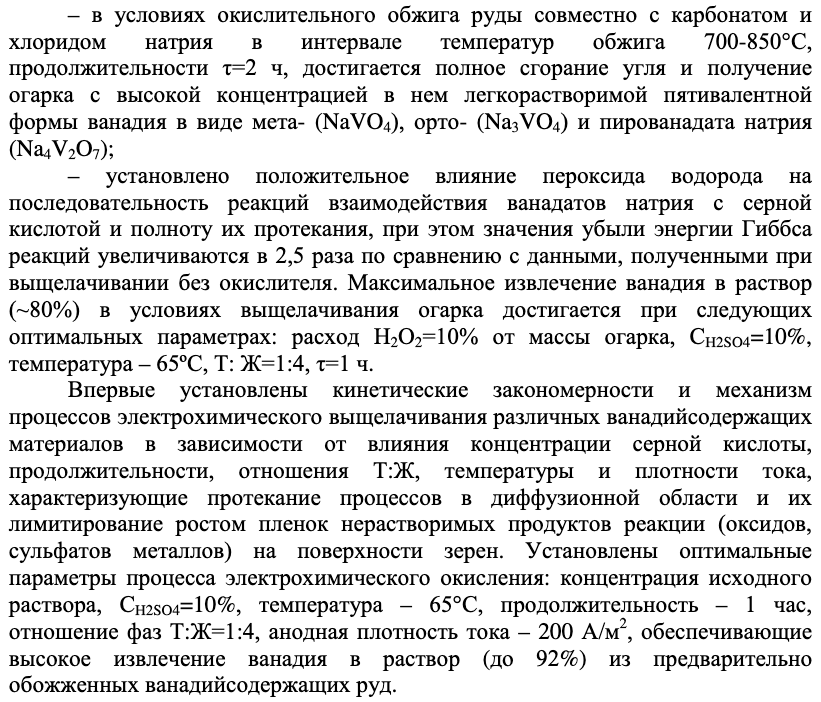 – в условиях окислительного обжига руды совместно с карбонатом и
хлоридом натрия в интервале температур обжига 700-850°С,
продолжительности τ=2 ч, достигается полное сгорание угля и получение
огарка с высокой концентрацией в нем легкорастворимой пятивалентной
формы ванадия в виде мета- (NaVO₄), орто- (Na₃VO₄) и пированадата натрия
(Na₄V₂O₇);
– установлено положительное влияние пероксида водорода на
последовательность реакций взаимодействия ванадатов натрия с серной
кислотой и полноту их протекания, при этом значения убыли энергии Гиббса
реакций увеличиваются в 2,5 раза по сравнению с данными, полученными при
выщелачивании без окислителя. Максимальное извлечение ванадия в раствор
(~80%) в условиях выщелачивания огарка достигается при следующих
оптимальных параметрах: расход H₂O₂=10% от массы огарка, C_H2SO4=10%,
температура – 65ºС, Т: Ж=1:4, τ=1 ч.
Впервые установлены кинетические закономерности и механизм
процессов электрохимического выщелачивания различных ванадийсодержащих
материалов в зависимости от влияния концентрации серной кислоты,
продолжительности, отношения Т:Ж, температуры и плотности тока,
характеризующие протекание процессов в диффузионной области и их
лимитирование ростом пленок нерастворимых продуктов реакции (оксидов,
сульфатов металлов) на поверхности зерен. Установлены оптимальные
параметры процесса электрохимического окисления: концентрация исходного
раствора, C_H2SO4=10%, температура – 65°С, продолжительность – 1 час,
отношение фаз Т:Ж=1:4, анодная плотность тока – 200 А/м², обеспечивающие
высокое извлечение ванадия в раствор (до 92%) из предварительно
обожженных ванадийсодержащих руд.